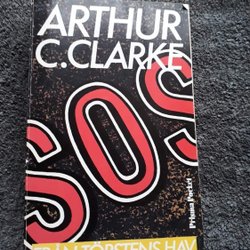 ARTHUR
C.CLARKE
SOS
Prisma Pocket
FRÅN TÖRSTENS HAV